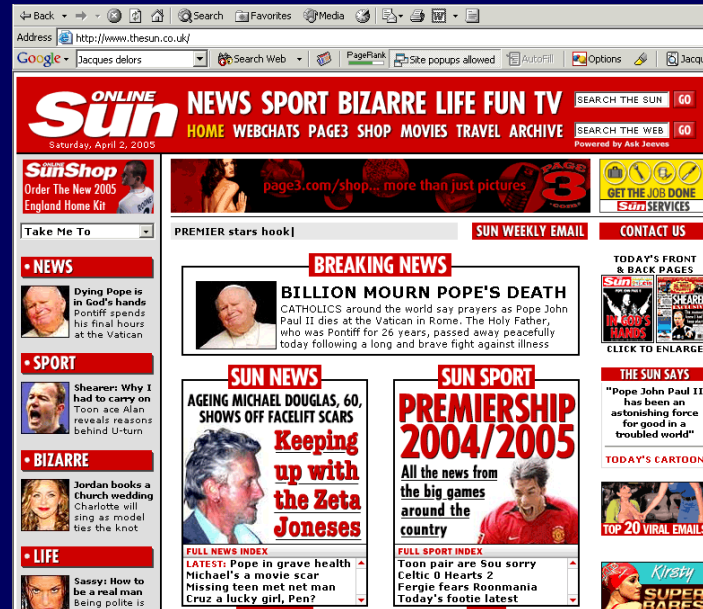 Back
Search
Favorites
Media
Address
http://www.thesun.co.uk/
Google
Jacques delors
Search Web
PageRank
Site popups allowed
AutoFill
Options
Jacqu
ONLINE
Sun
Saturday, April 2, 2005
NEWS SPORT BIZARRE LIFE FUN TV
HOME WEBCHATS PAGE3 SHOP MOVIES TRAVEL ARCHIVE
SEARCH THE SUN
GO
SEARCH THE WEB
GO
Powered by Ask Jeeves
ONLINE
SunShop
Order The New 2005
England Home Kit
page3.com/shop... more than just pictures
PAGE
3
.com
GET THE JOB DONE
Sun SERVICES
Take Me To
PREMIER stars hook|
SUN WEEKLY EMAIL
CONTACT US
• NEWS
Dying Pope is
in God's hands
Pontiff spends
his final hours
at the Vatican
• SPORT
Shearer: Why I
had to carry on
Toon ace Alan
reveals reasons
behind U-turn
• BIZARRE
Jordan books a
Church wedding
Charlotte will
sing as model
ties the knot
• LIFE
Sassy: How to
be a real man
Being polite is
BREAKING NEWS
BILLION MOURN POPE'S DEATH
CATHOLICS around the world say prayers as Pope John
Paul II dies at the Vatican in Rome. The Holy Father,
who was Pontiff for 26 years, passed away peacefully
today following a long and brave fight against illness
SUN NEWS
AGEING MICHAEL DOUGLAS, 60,
SHOWS OFF FACELIFT SCARS
Keeping
up with
the Zeta
Joneses
FULL NEWS INDEX
LATEST: Pope in grave health
Michael's a movie scar
Missing teen met net man
Cruz a lucky girl, Pen?
SUN SPORT
PREMIERSHIP
2004/2005
All the news from
the big games
around the
country
FULL SPORT INDEX
Toon pair are Sou sorry
Celtic 0 Hearts 2
Fergie fears Roonmania
Today's footie latest
TODAY'S FRONT
& BACK PAGES
Sun
IN GOD'S
HANDS
SHEARER
CLICK TO ENLARGE
THE SUN SAYS
"Pope John Paul II
has been an
astonishing force
for good in a
troubled world"
TODAY'S CARTOON
TOP 20 VIRAL EMAILS
Kirsty
SUPER